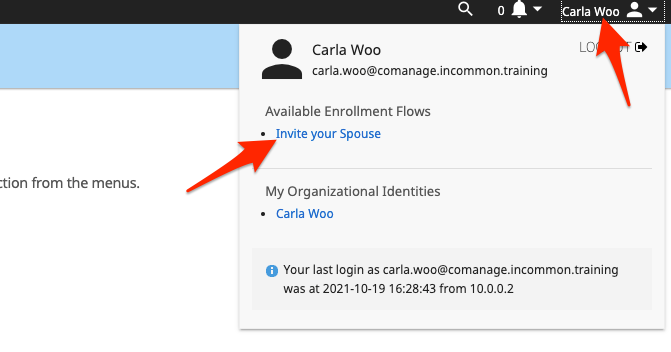 0 Carla Woo
Carla Woo
carla.woo@comanage.incommon.training
Available Enrollment Flows
Invite your Spouse
ction from the menus.
My Organizational Identities
Carla Woo
Your last login as carla.woo@comanage.incommon.training
was at 2021-10-19 16:28:43 from 10.0.0.2